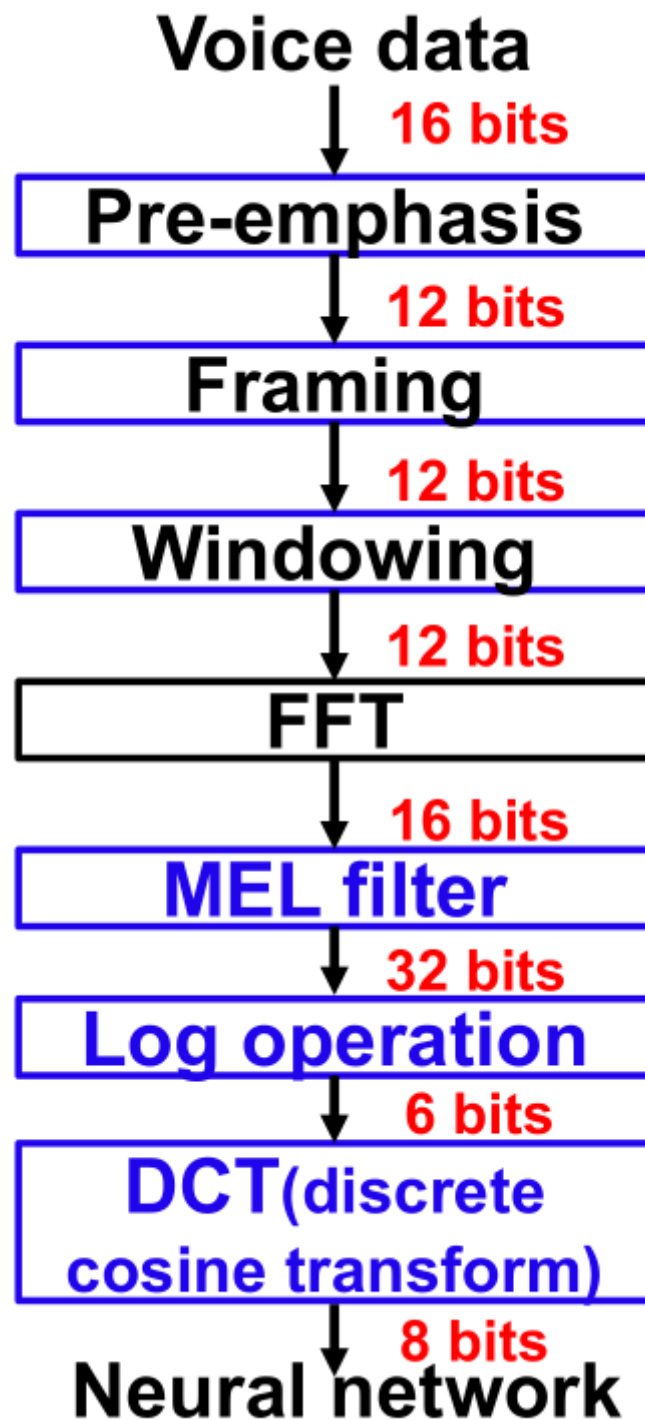 Voice data
16 bits
Pre-emphasis
12 bits
Framing
12 bits
Windowing
12 bits
FFT
16 bits
MEL filter
32 bits
Log operation
6 bits
DCT(discrete
cosine transform)
8 bits
Neural network